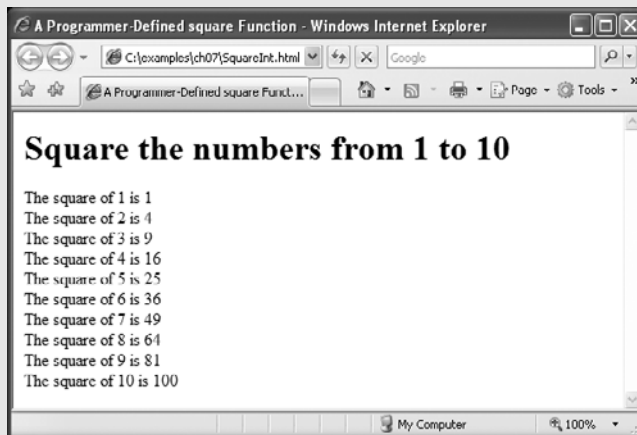 A Programmer-Defined square Function - Windows Internet Explorer
C:\examples\ch07\SquareInt.html
Google
A Programmer-Defined square Funct...
Page
Tools
»
Square the numbers from 1 to 10
The square of 1 is 1
The square of 2 is 4
The square of 3 is 9
The square of 4 is 16
The square of 5 is 25
The square of 6 is 36
The square of 7 is 49
The square of 8 is 64
The square of 9 is 81
The square of 10 is 100
My Computer
100%